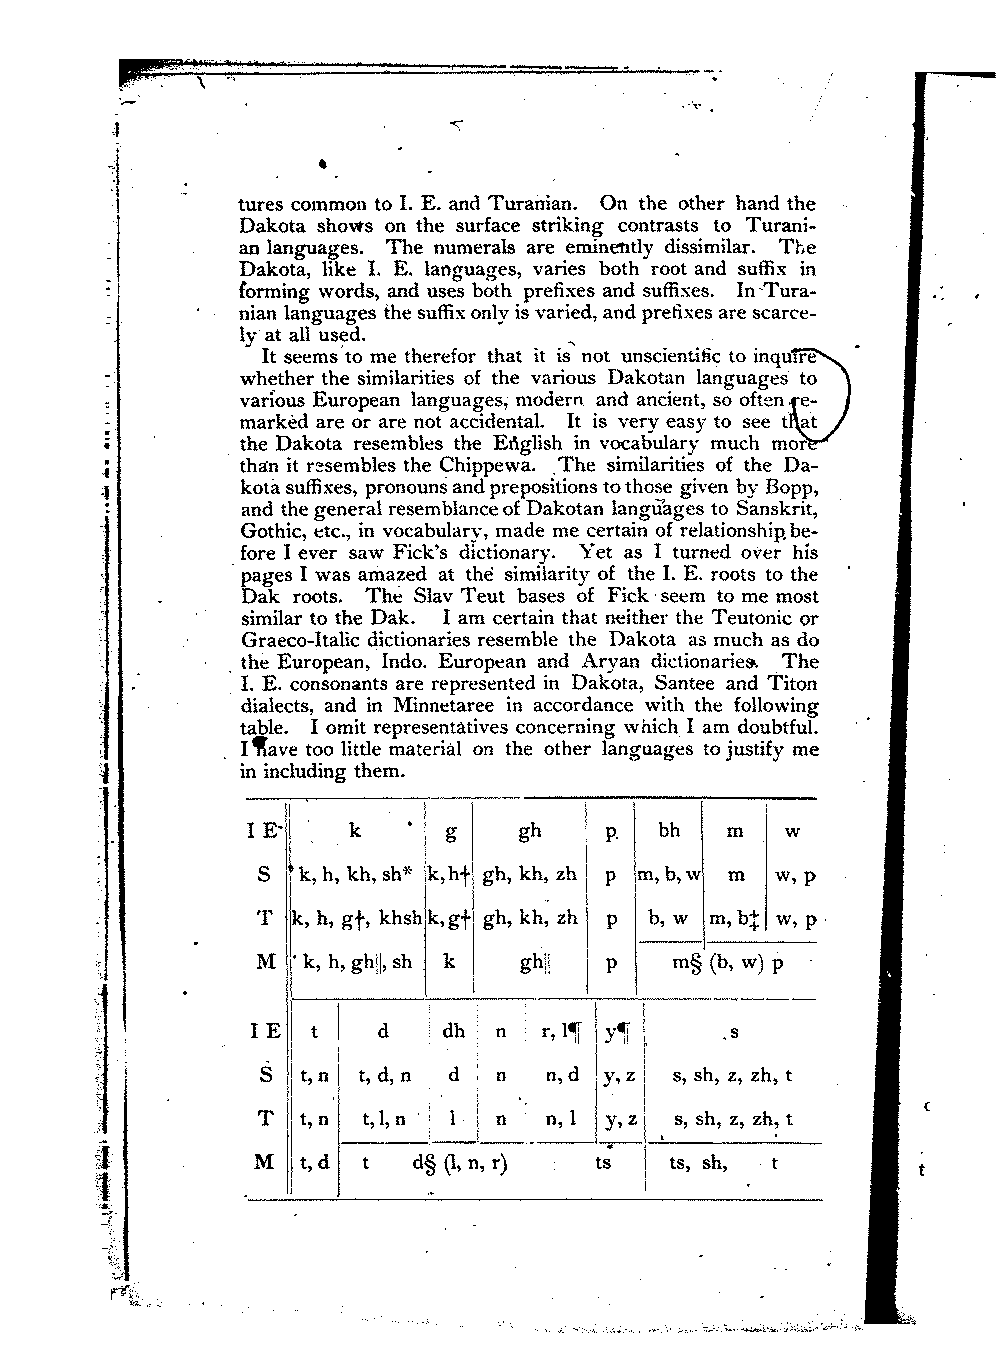 tures common to I. E. and Turanian. On the other hand the
Dakota shows on the surface striking contrasts to Turani-
an languages. The numerals are eminently dissimilar. The
Dakota, like I. E. languages, varies both root and suffix in
forming words, and uses both prefixes and suffixes. In Tura-
nian languages the suffix only is varied, and prefixes are scarce-
ly at all used.
It seems to me therefor that it is not unscientific to inquire
whether the similarities of the various Dakotan languages to
various European languages, modern and ancient, so often re-
marked are or are not accidental. It is very easy to see that
the Dakota resembles the English in vocabulary much more
than it resembles the Chippewa. The similarities of the Da-
kota suffixes, pronouns and prepositions to those given by Bopp,
and the general resemblance of Dakotan languages to Sanskrit,
Gothic, etc., in vocabulary, made me certain of relationship be-
fore I ever saw Fick's dictionary. Yet as I turned over his
pages I was amazed at the similarity of the I. E. roots to the
Dak roots. The Slav Teut bases of Fick seem to me most
similar to the Dak. I am certain that neither the Teutonic or
Graeco-Italic dictionaries resemble the Dakota as much as do
the European, Indo. European and Aryan dictionaries. The
I. E. consonants are represented in Dakota, Santee and Titon
dialects, and in Minnetaree in accordance with the following
table. I omit representatives concerning which I am doubtful.
I have too little material on the other languages to justify me
in including them.
I E k g gh p. bh m w
S k, h, kh, sh* k, h† gh, kh, zh p m, b, w m w, p
T k, h, g†, khsh k, g† gh, kh, zh p b, w m, b‡ w, p
M k, h, gh||, sh k gh|| p m§ (b, w) p
I E t d dh n r, l¶ y¶ s
S t, n t, d, n d n n, d y, z s, sh, z, zh, t
T t, n t, l, n l n n, l y, z s, sh, z, zh, t
M t, d t d§ (l, n, r) ts ts, sh, t
c
t